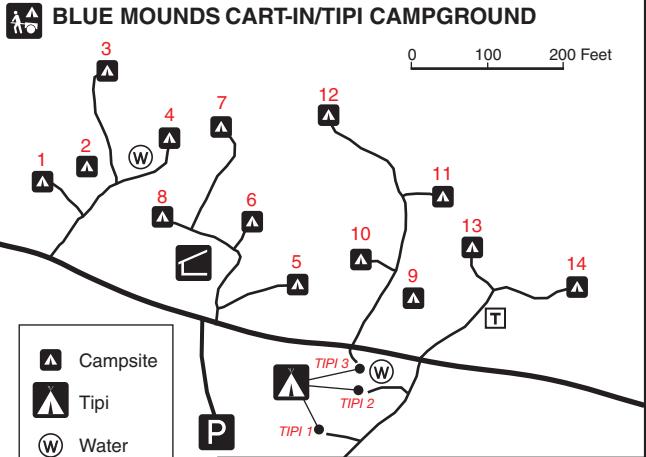 BLUE MOUNDS CART-IN/TIPI CAMPGROUND
0 100 200 Feet
3
12
7
4
2
1
11
8
6
13
10
5
9
14
W
T
Campsite
TIPI 3
W
Tipi
TIPI 2
P
TIPI 1
W Water